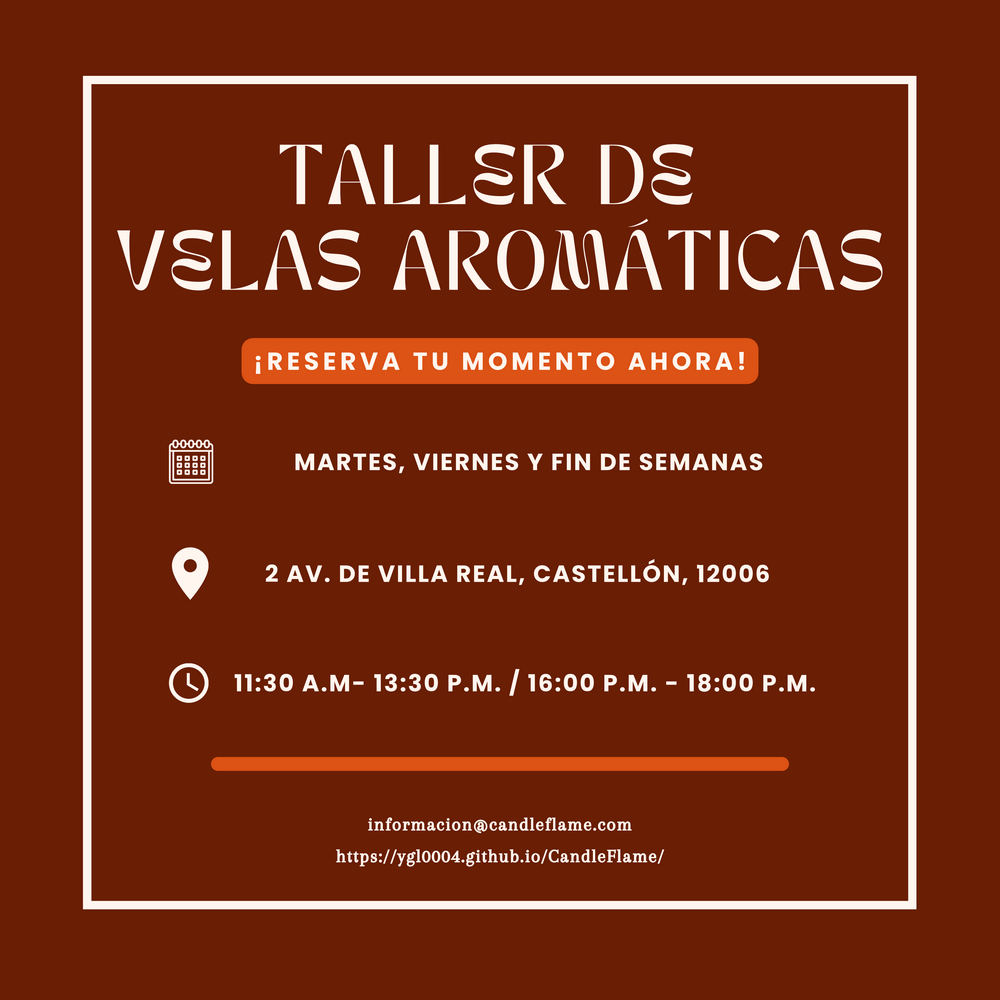 TALLER DE
VELAS AROMÁTICAS
¡RESERVA TU MOMENTO AHORA!
MARTES, VIERNES Y FIN DE SEMANAS
2 AV. DE VILLA REAL, CASTELLÓN, 12006
11:30 A.M- 13:30 P.M. / 16:00 P.M. - 18:00 P.M.
informacion@candleflame.com
https://ygl0004.github.io/CandleFlame/